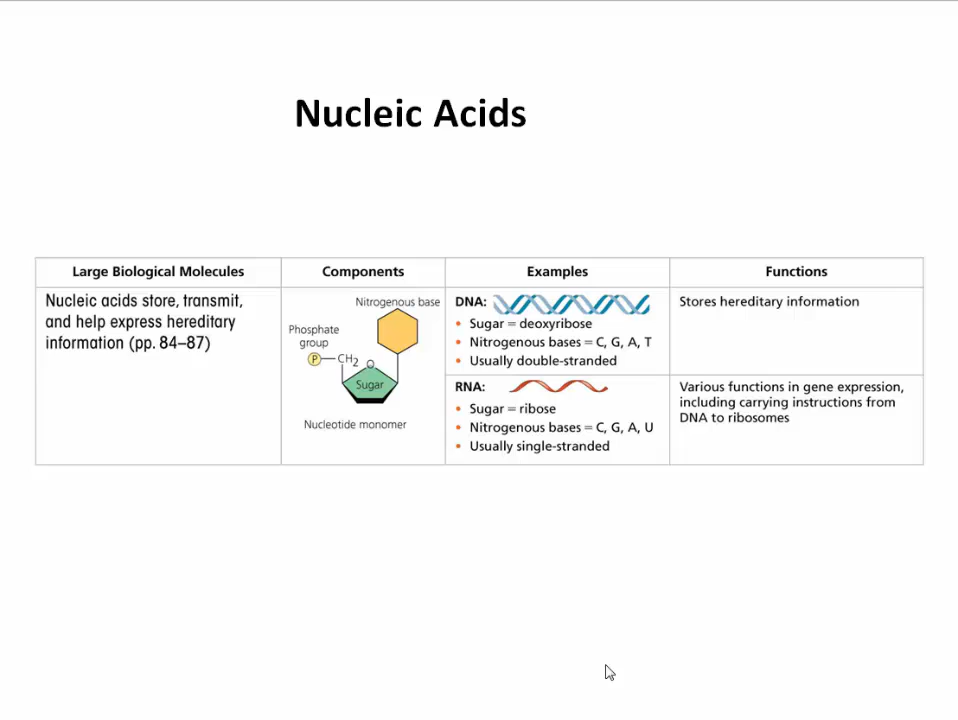 Nucleic Acids
Large Biological Molecules
Components
Examples
Functions
Nucleic acids store, transmit,
and help express hereditary
information (pp. 84–87)
Nitrogenous base
Phosphate
group
P
CH2
O
Sugar
Nucleotide monomer
DNA:
• Sugar = deoxyribose
• Nitrogenous bases = C, G, A, T
• Usually double-stranded
Stores hereditary information
RNA:
• Sugar = ribose
• Nitrogenous bases = C, G, A, U
• Usually single-stranded
Various functions in gene expression,
including carrying instructions from
DNA to ribosomes